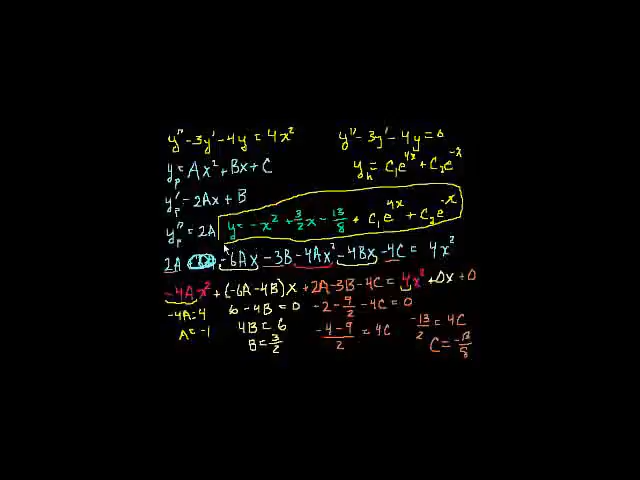 y'' - 3y' - 4y = 4x²    y'' - 3y' - 4y = 0
y_p = Ax² + Bx + C    y_h = C₁e^{4x} + C₂e^{-x}
y_p' = 2Ax + B
y_p'' = 2A    y = -x² + 3/2 x - 13/8 + C₁e^{4x} + C₂e^{-x}
2A - 6Ax - 3B - 4Ax² - 4Bx - 4C = 4x²
-4Ax² + (-6A - 4B)x + 2A - 3B - 4C = 4x² + 0x + 0
-4A = 4    6 - 4B = 0    -2 - 9/2 - 4C = 0
A = -1    4B = 6    (-4 - 9)/2 = 4C    -13/2 = 4C
B = 3/2    C = -13/8